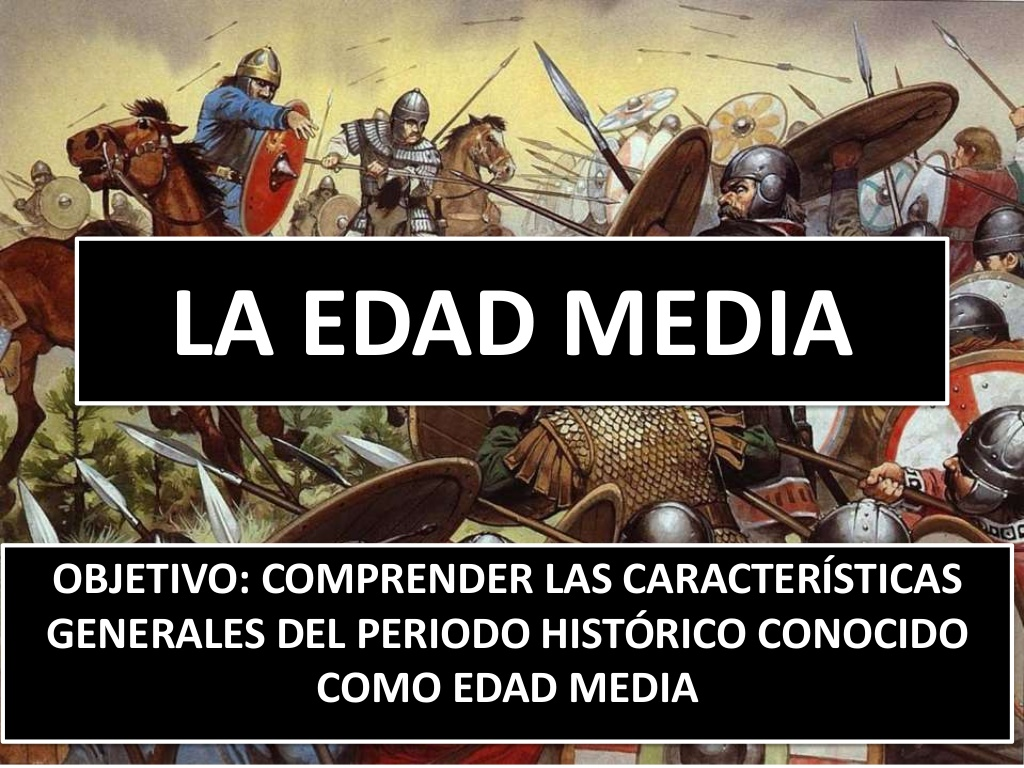 LA EDAD MEDIA
OBJETIVO: COMPRENDER LAS CARACTERÍSTICAS
GENERALES DEL PERIODO HISTÓRICO CONOCIDO
COMO EDAD MEDIA